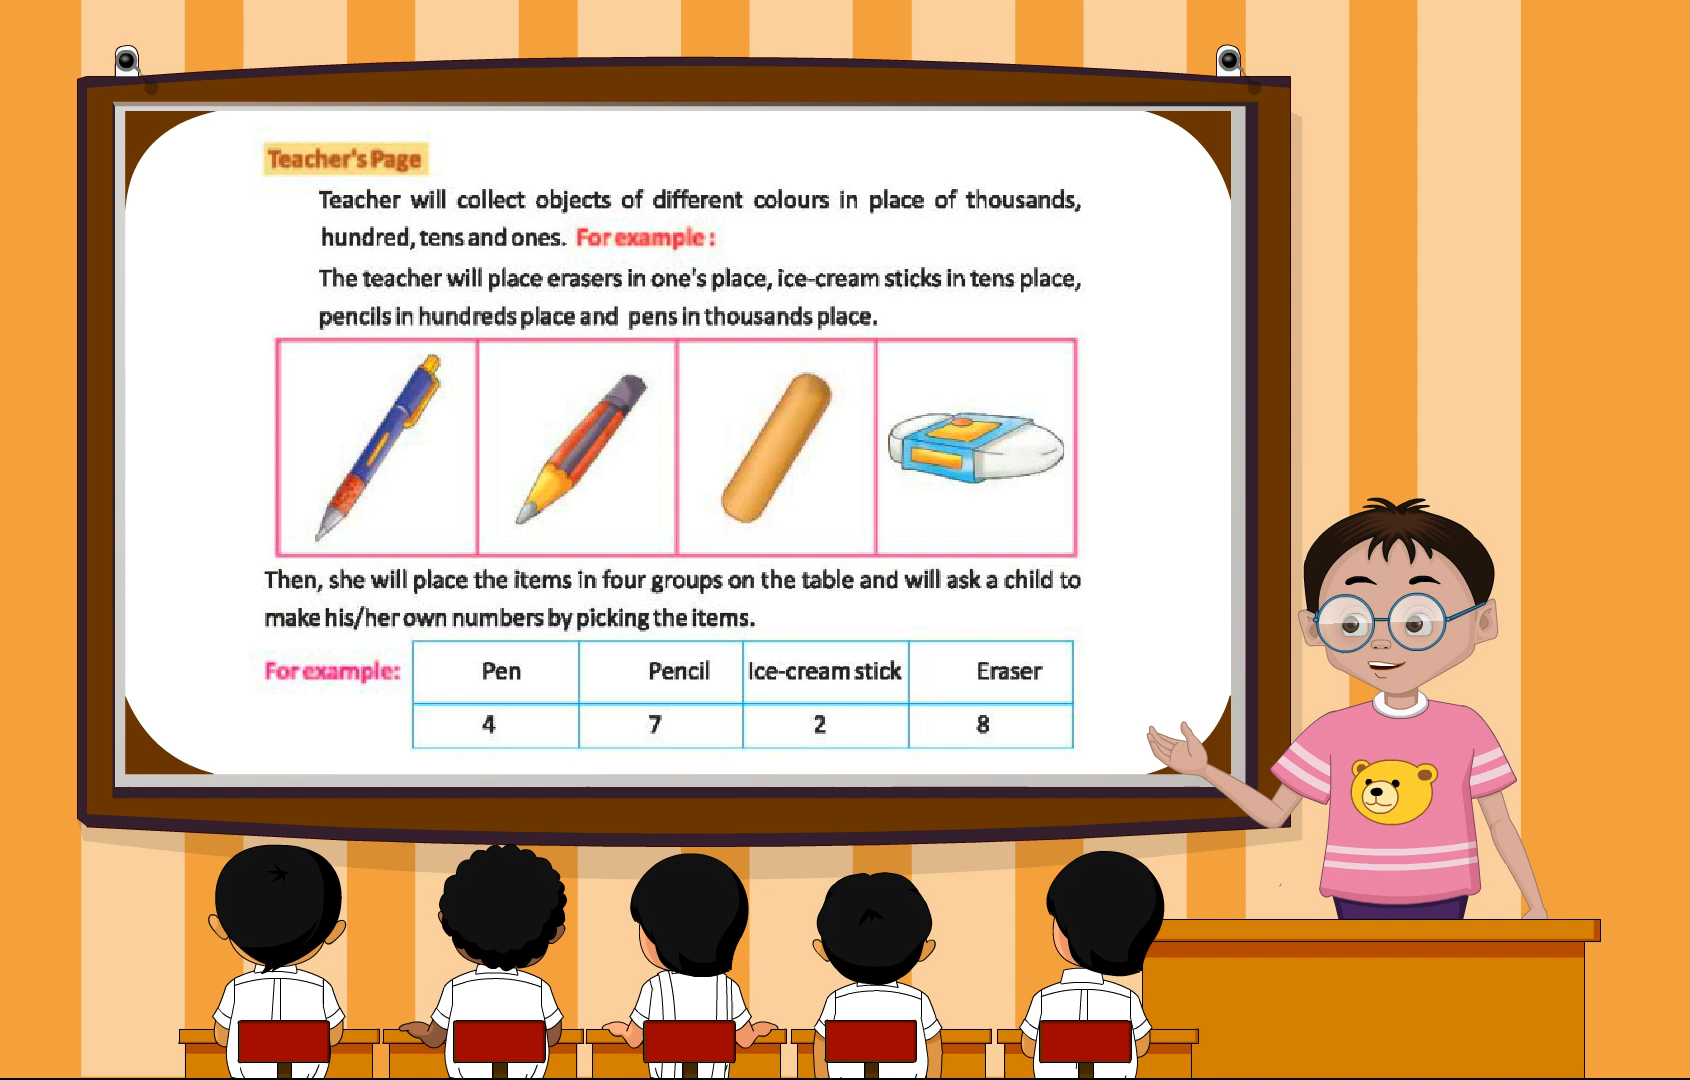 Teacher's Page
Teacher will collect objects of different colours in place of thousands,
hundred, tens and ones. For example :
The teacher will place erasers in one's place, ice-cream sticks in tens place,
pencils in hundreds place and pens in thousands place.
Then, she will place the items in four groups on the table and will ask a child to
make his/her own numbers by picking the items.
For example: Pen Pencil Ice-cream stick Eraser
4 7 2 8